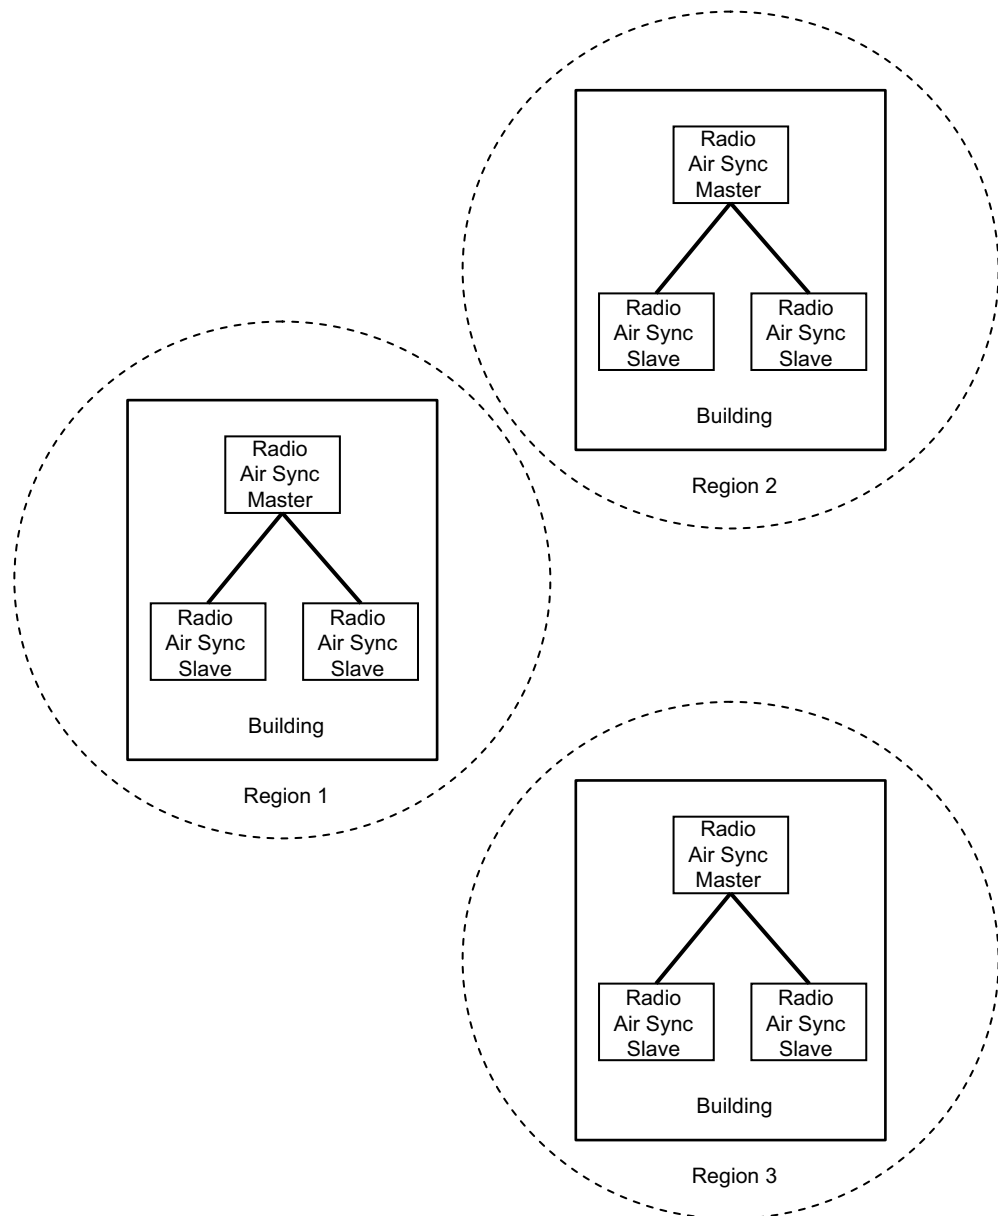 Radio
Air Sync
Master
Radio
Air Sync
Slave
Radio
Air Sync
Slave
Building
Region 2
Radio
Air Sync
Master
Radio
Air Sync
Slave
Radio
Air Sync
Slave
Building
Region 1
Radio
Air Sync
Master
Radio
Air Sync
Slave
Radio
Air Sync
Slave
Building
Region 3